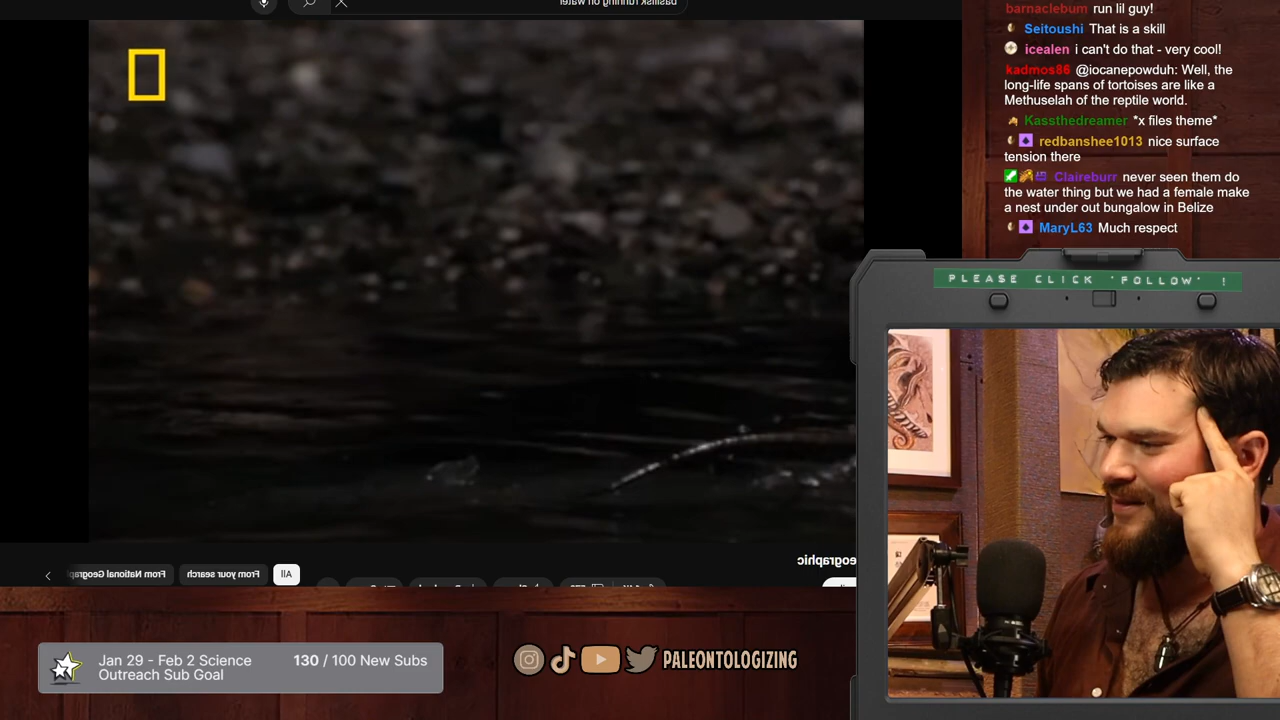 basilisk running on water
barnaclebum run lil guy!
Seitoushi That is a skill
icealen i can't do that - very cool!
kadmos86 @iocanepowduh: Well, the
long-life spans of tortoises are like a
Methuselah of the reptile world.
Kassthedreamer *x files theme*
redbanshee1013 nice surface
tension there
Claireburr never seen them do
the water thing but we had a female make
a nest under out bungalow in Belize
MaryL63 Much respect
PLEASE CLICK "FOLLOW" !
eographic
From National Geograp
From your search
All
Jan 29 - Feb 2 Science
Outreach Sub Goal
130 / 100 New Subs
PALEONTOLOGIZING